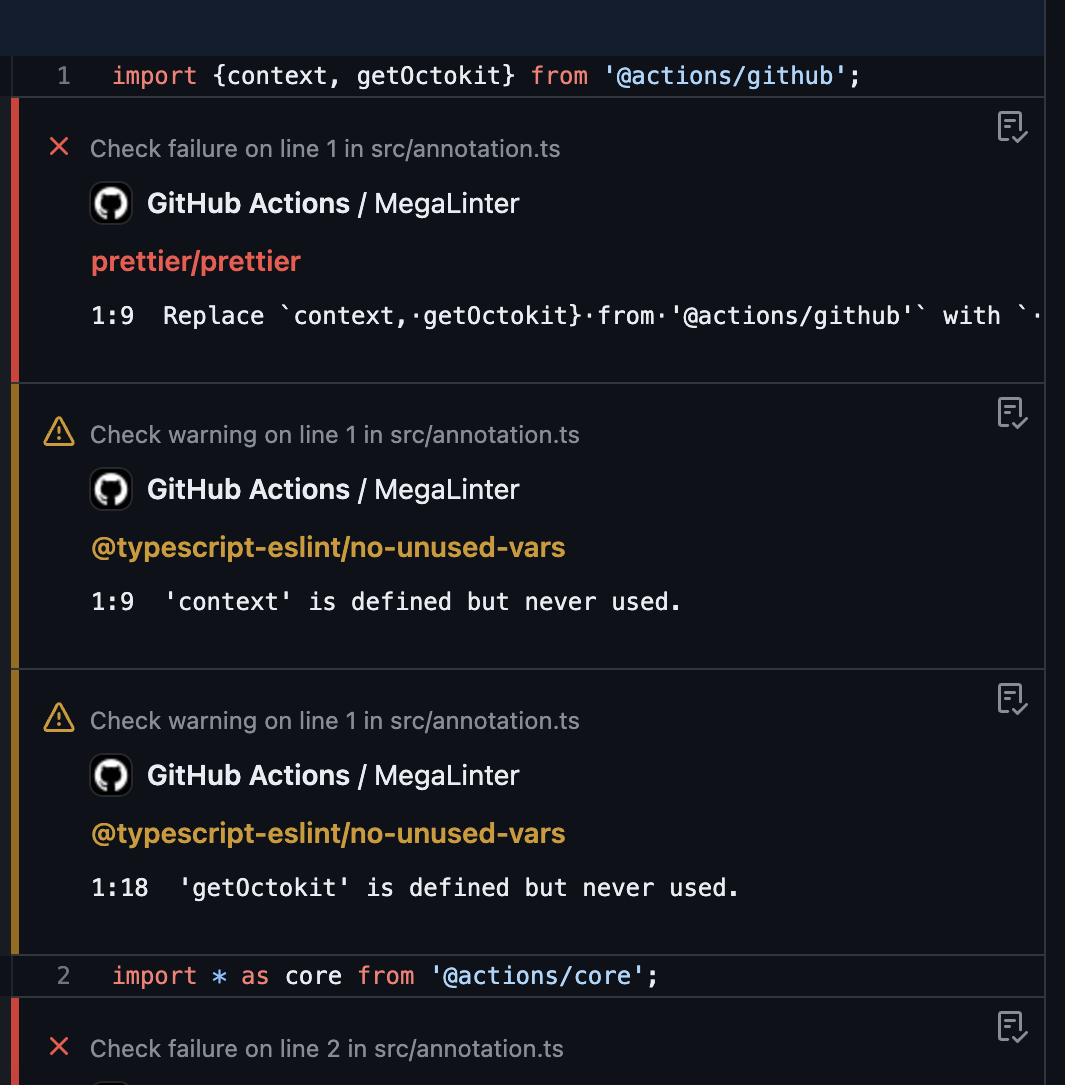 1 import {context, getOctokit} from '@actions/github';
Check failure on line 1 in src/annotation.ts
GitHub Actions / MegaLinter
prettier/prettier
1:9 Replace `context,·getOctokit}·from·'@actions/github'` with `·
Check warning on line 1 in src/annotation.ts
GitHub Actions / MegaLinter
@typescript-eslint/no-unused-vars
1:9 'context' is defined but never used.
Check warning on line 1 in src/annotation.ts
GitHub Actions / MegaLinter
@typescript-eslint/no-unused-vars
1:18 'getOctokit' is defined but never used.
2 import * as core from '@actions/core';
Check failure on line 2 in src/annotation.ts